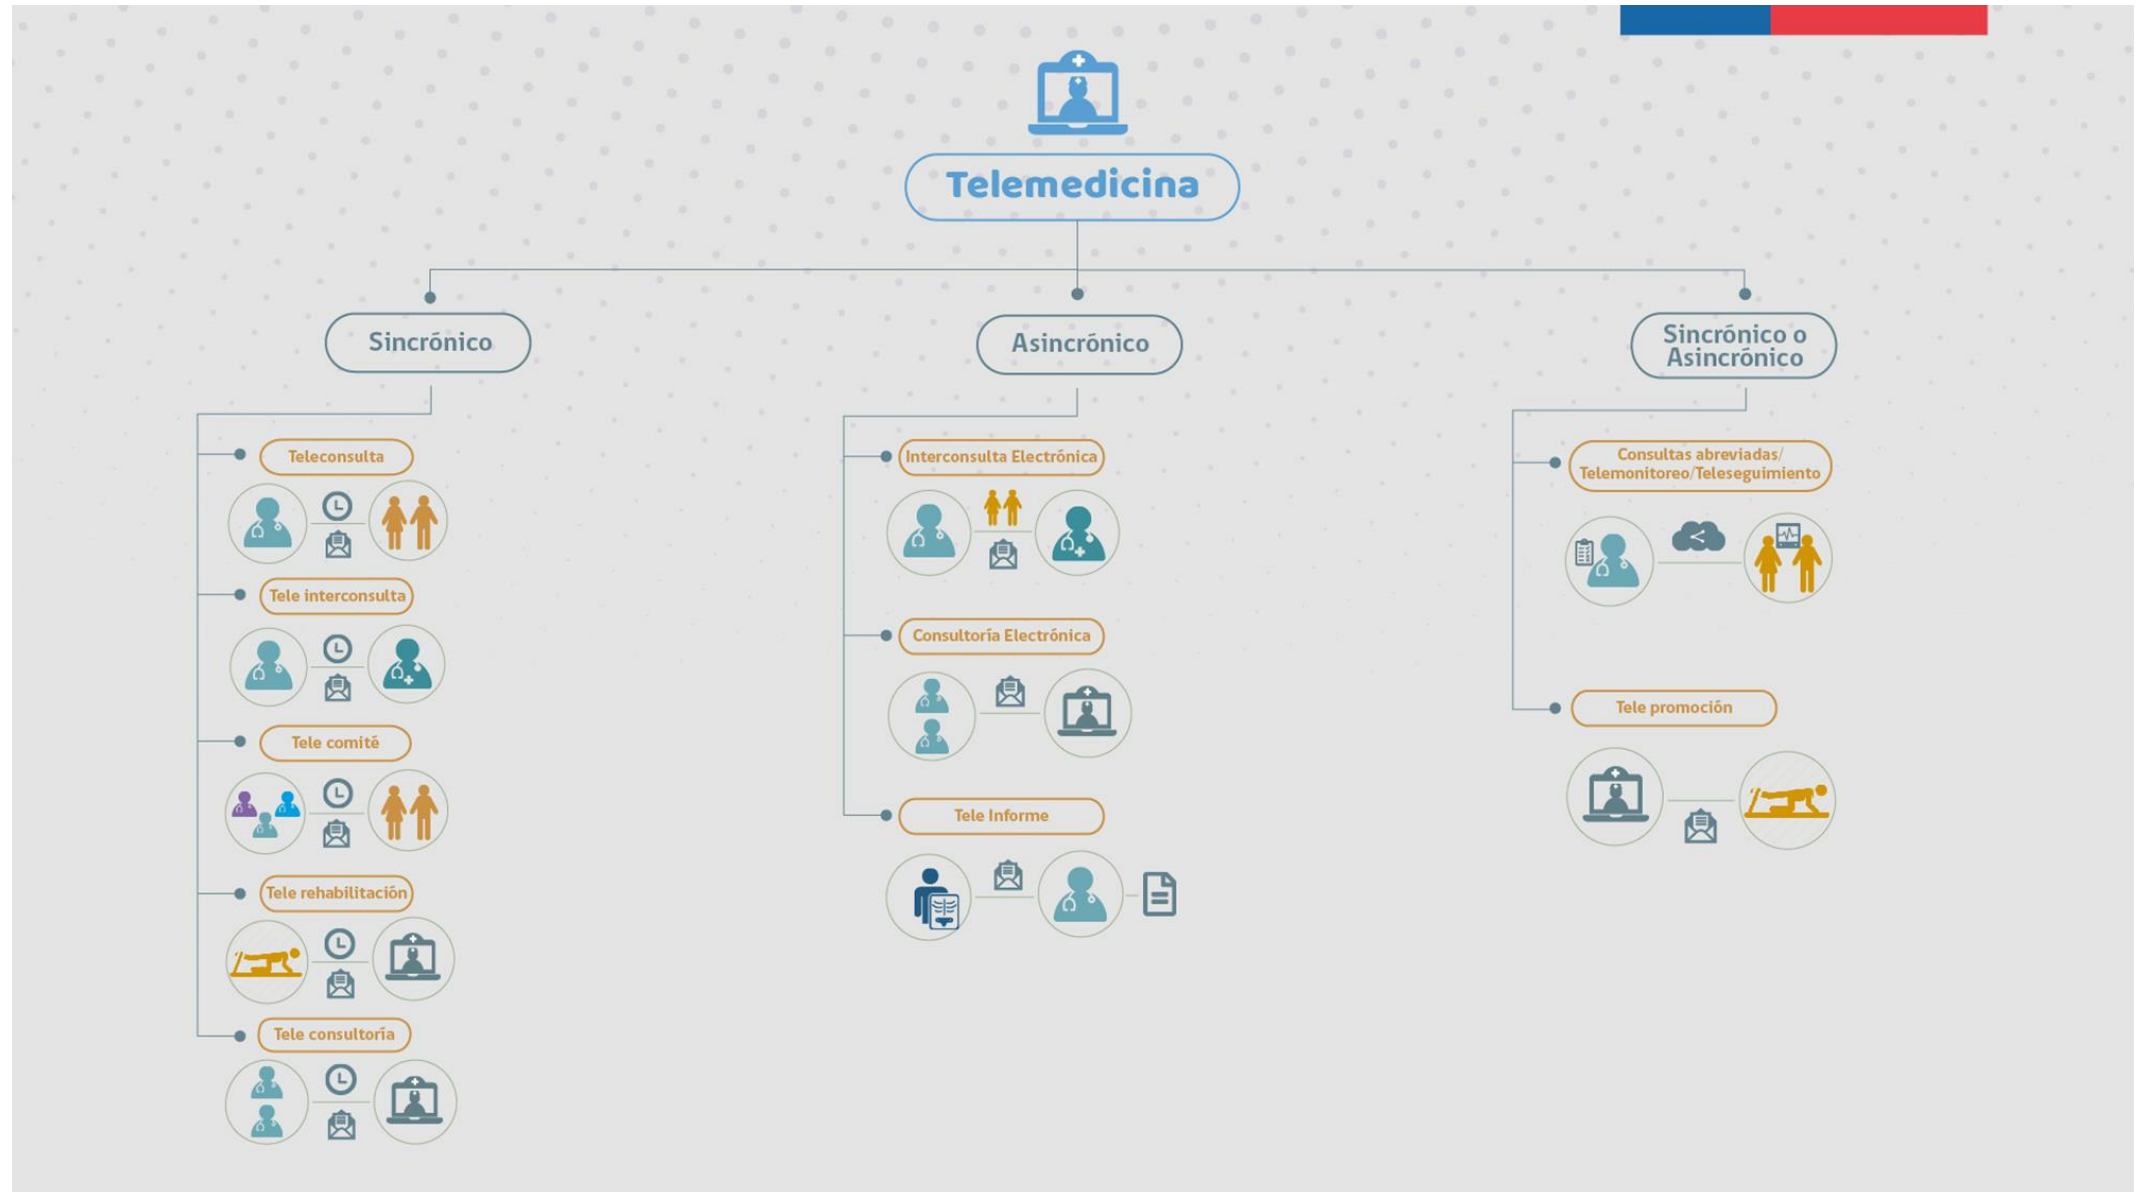 Telemedicina
Sincrónico
Teleconsulta
Tele interconsulta
Tele comité
Tele rehabilitación
Tele consultoría
Asincrónico
Interconsulta Electrónica
Consultoría Electrónica
Tele Informe
Sincrónico o
Asincrónico
Consultas abreviadas/
Telemonitoreo/Teleseguimiento
Tele promoción